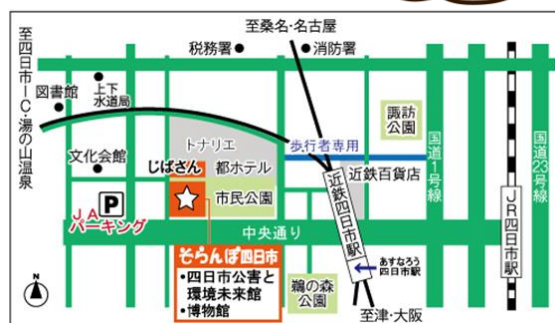 至桑名・名古屋
税務署
消防署
至四日市IC・湯の山温泉
図書館
上下
水道局
諏訪
公園
国道1号線
国道23号線
トナリエ
歩行者専用
文化会館
じばさん
都ホテル
近鉄百貨店
近鉄四日市駅
JR四日市駅
P
JA
パーキング
市民公園
中央通り
そらんぽ四日市
•四日市公害と
環境未来館
•博物館
鵜の森
公園
あすなろう
四日市駅
N
至津・大阪